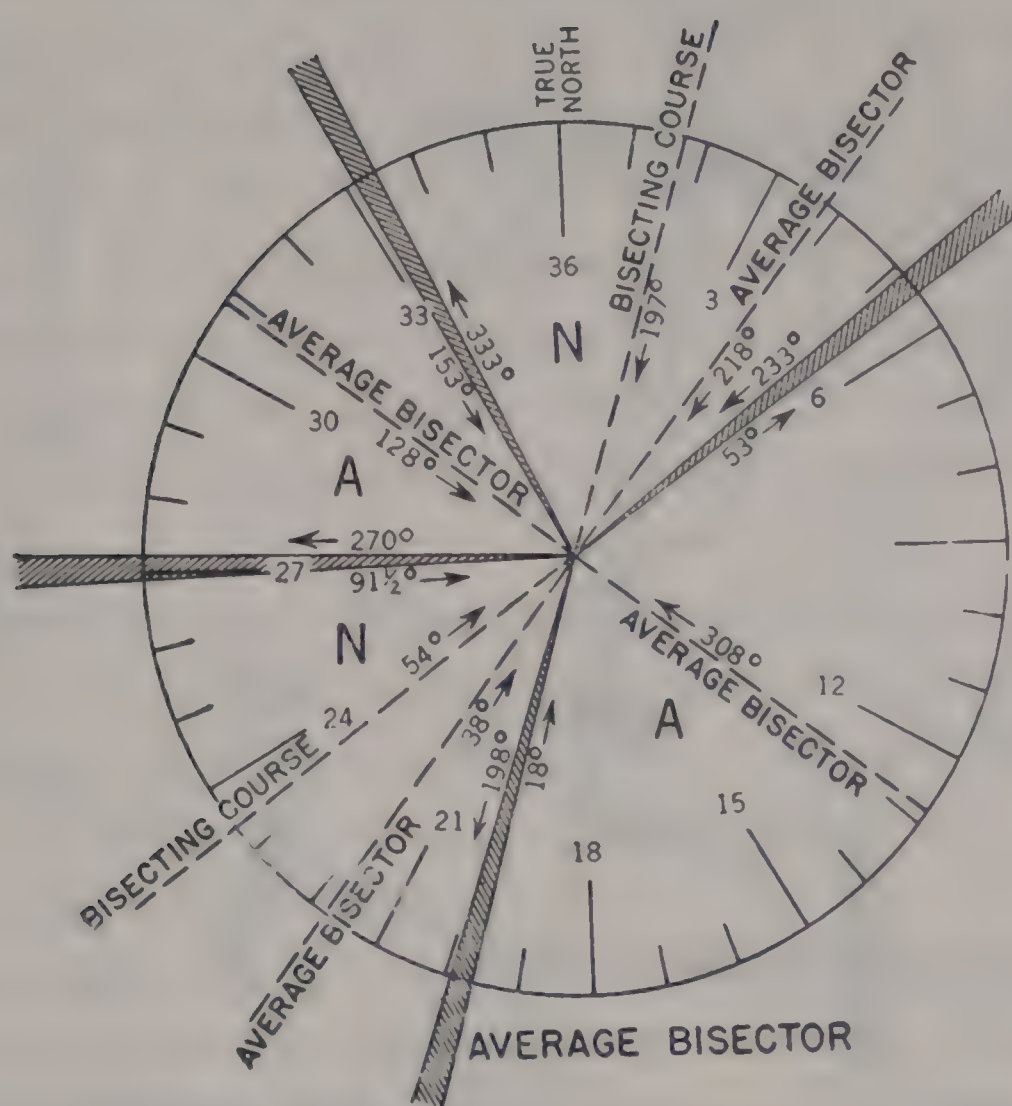 TRUE
NORTH
BISECTING COURSE
197°
AVERAGE BISECTOR
218°
36
N
3
33
333°
153°
233°
53°
6
AVERAGE BISECTOR
128°
30
A
270°
27
91½°
N
54°
BISECTING COURSE
24
38°
AVERAGE BISECTOR
198°
18°
21
308°
AVERAGE BISECTOR
A
12
15
18
AVERAGE BISECTOR